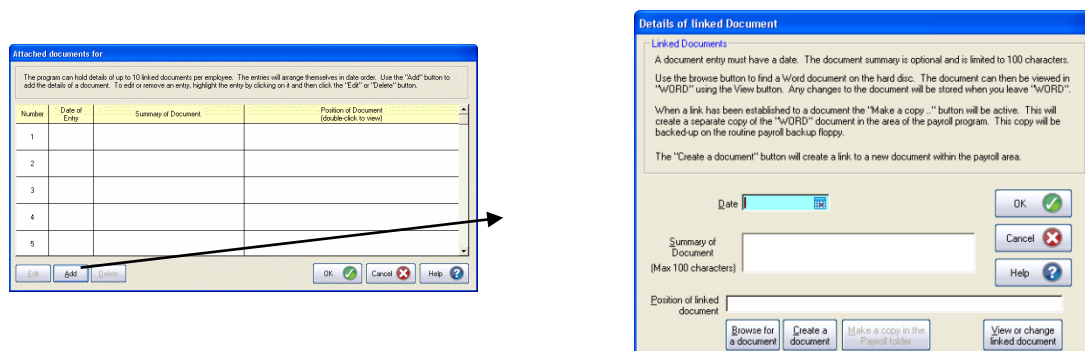 Attached documents for
The program can hold details of up to 10 linked documents per employee. The entries will arrange themselves in date order. Use the "Add" button to
add the details of a document. To edit or remove an entry, highlight the entry by clicking on it and then click the "Edit" or "Delete" button.
Number Date of Entry Summary of Document. Position of Document (double-click to view)
1
2
3
4
5
Edit Add Delete OK Cancel Help
Details of linked Document
Linked Documents
A document entry must have a date. The document summary is optional and is limited to 100 characters.
Use the browse button to find a Word document on the hard disc. The document can then be viewed in
"WORD" using the View button. Any changes to the document will be stored when you leave "WORD".
When a link has been established to a document the "Make a copy .." button will be active. This will
create a separate copy of the "WORD" document in the area of the payroll program. This copy will be
backed-up on the routine payroll backup floppy.
The "Create a document" button will create a link to a new document within the payroll area.
Date
OK
Summary of
Document
(Max 100 characters)
Cancel
Help
Position of linked
document
Browse for
a document
Create a
document
Make a copy in the
Payroll folder
View or change
linked document